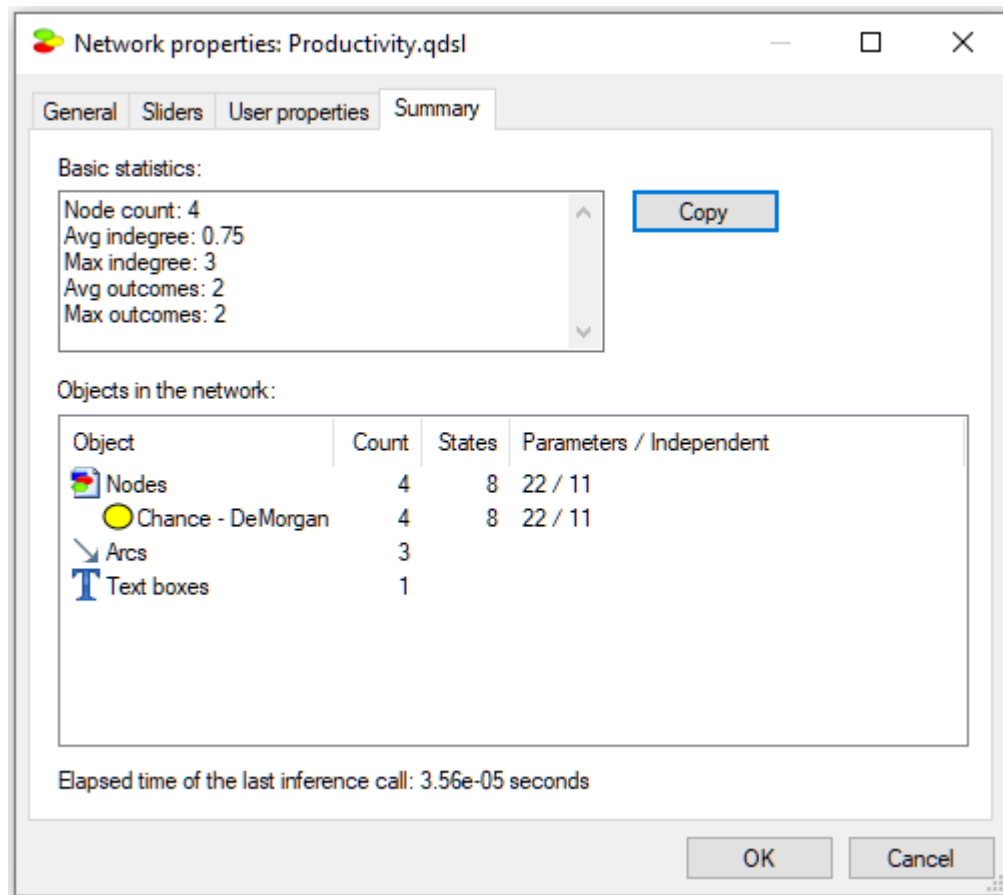 Network properties: Productivity.qdsl
General Sliders User properties Summary
Basic statistics:
Node count: 4
Avg indegree: 0.75
Max indegree: 3
Avg outcomes: 2
Max outcomes: 2
Copy
Objects in the network:
Object Count States Parameters / Independent
Nodes 4 8 22 / 11
Chance - DeMorgan 4 8 22 / 11
Arcs 3
Text boxes 1
Elapsed time of the last inference call: 3.56e-05 seconds
OK Cancel